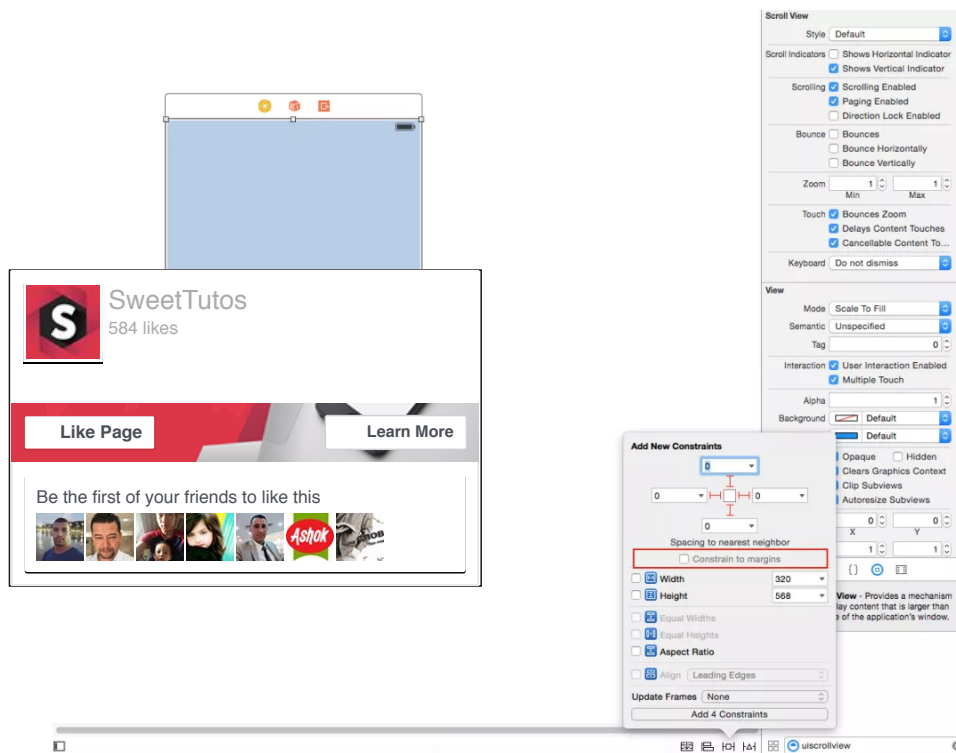 Scroll View
Style Default
Scroll Indicators Shows Horizontal Indicator
Shows Vertical Indicator
Scrolling Scrolling Enabled
Paging Enabled
Direction Lock Enabled
Bounce Bounces
Bounce Horizontally
Bounce Vertically
Zoom 1 1
Min Max
Touch Bounces Zoom
Delays Content Touches
Cancellable Content To...
Keyboard Do not dismiss
View
Mode Scale To Fill
Semantic Unspecified
Tag 0
Interaction User Interaction Enabled
Multiple Touch
Alpha 1
Background Default
Default
Opaque Hidden
Clears Graphics Context
Clip Subviews
Autoresize Subviews
0 0
X Y
1 1
{ }
View - Provides a mechanism
lay content that is larger than
of the application's window.
S
SweetTutos
584 likes
Like Page
Learn More
Be the first of your friends to like this
Ashok
Add New Constraints
0
0 0
0
Spacing to nearest neighbor
Constrain to margins
Width 320
Height 568
Equal Widths
Equal Heights
Aspect Ratio
Align Leading Edges
Update Frames None
Add 4 Constraints
uiscrollview